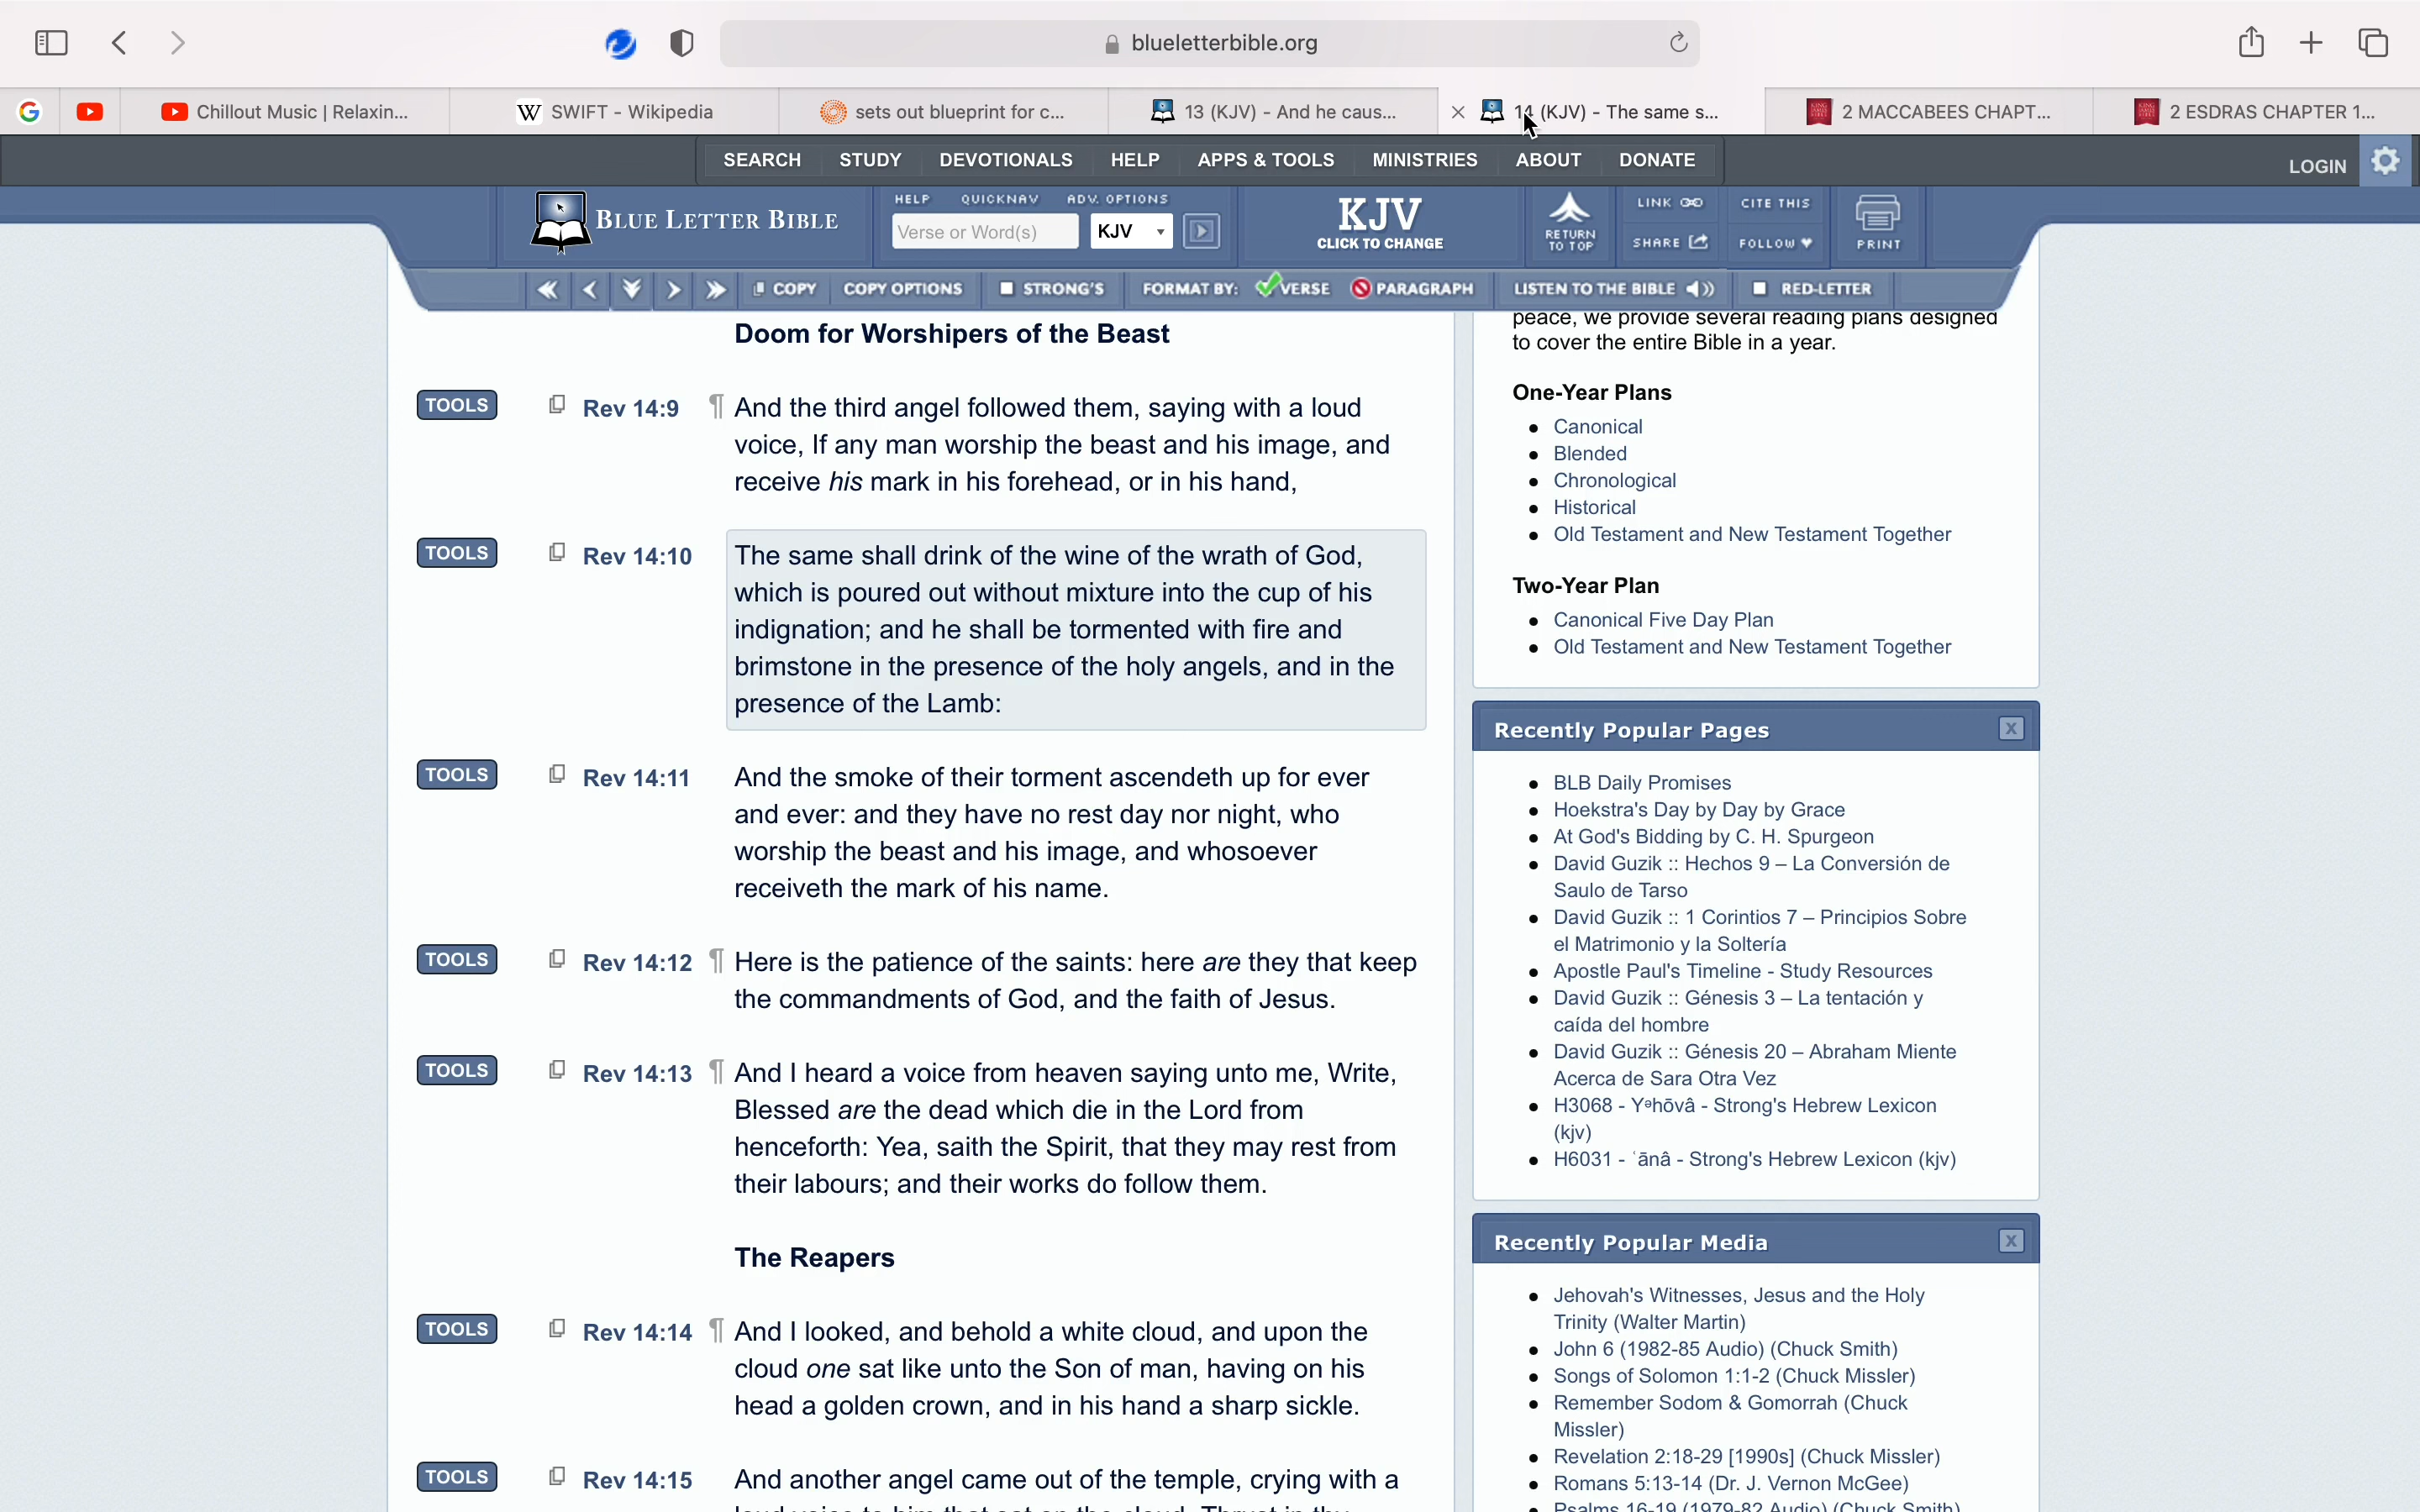 blueletterbible.org
Chillout Music | Relaxin...
SWIFT - Wikipedia
sets out blueprint for c...
13 (KJV) - And he caus...
14 (KJV) - The same s...
2 MACCABEES CHAPT...
2 ESDRAS CHAPTER 1...
SEARCH
STUDY
DEVOTIONALS
HELP
APPS & TOOLS
MINISTRIES
ABOUT
DONATE
LOGIN
BLUE LETTER BIBLE
HELP
QUICKNAV
ADV. OPTIONS
Verse or Word(s)
KJV
KJV
CLICK TO CHANGE
RETURN
TO TOP
LINK
SHARE
CITE THIS
FOLLOW
PRINT
COPY
COPY OPTIONS
STRONG'S
FORMAT BY:
VERSE
PARAGRAPH
LISTEN TO THE BIBLE
RED-LETTER
Doom for Worshipers of the Beast
TOOLS
Rev 14:9
¶ And the third angel followed them, saying with a loud
voice, If any man worship the beast and his image, and
receive his mark in his forehead, or in his hand,
TOOLS
Rev 14:10
The same shall drink of the wine of the wrath of God,
which is poured out without mixture into the cup of his
indignation; and he shall be tormented with fire and
brimstone in the presence of the holy angels, and in the
presence of the Lamb:
TOOLS
Rev 14:11
And the smoke of their torment ascendeth up for ever
and ever: and they have no rest day nor night, who
worship the beast and his image, and whosoever
receiveth the mark of his name.
TOOLS
Rev 14:12
¶ Here is the patience of the saints: here are they that keep
the commandments of God, and the faith of Jesus.
TOOLS
Rev 14:13
¶ And I heard a voice from heaven saying unto me, Write,
Blessed are the dead which die in the Lord from
henceforth: Yea, saith the Spirit, that they may rest from
their labours; and their works do follow them.
The Reapers
TOOLS
Rev 14:14
¶ And I looked, and behold a white cloud, and upon the
cloud one sat like unto the Son of man, having on his
head a golden crown, and in his hand a sharp sickle.
TOOLS
Rev 14:15
And another angel came out of the temple, crying with a
loud voice to him that sat on the cloud, Thrust in thy
peace, we provide several reading plans designed
to cover the entire Bible in a year.
One-Year Plans
Canonical
Blended
Chronological
Historical
Old Testament and New Testament Together
Two-Year Plan
Canonical Five Day Plan
Old Testament and New Testament Together
Recently Popular Pages
X
BLB Daily Promises
Hoekstra's Day by Day by Grace
At God's Bidding by C. H. Spurgeon
David Guzik :: Hechos 9 – La Conversión de
Saulo de Tarso
David Guzik :: 1 Corintios 7 – Principios Sobre
el Matrimonio y la Soltería
Apostle Paul's Timeline - Study Resources
David Guzik :: Génesis 3 – La tentación y
caída del hombre
David Guzik :: Génesis 20 – Abraham Miente
Acerca de Sara Otra Vez
H3068 - Yᵊhōvâ - Strong's Hebrew Lexicon
(kjv)
H6031 - ʿānâ - Strong's Hebrew Lexicon (kjv)
Recently Popular Media
X
Jehovah's Witnesses, Jesus and the Holy
Trinity (Walter Martin)
John 6 (1982-85 Audio) (Chuck Smith)
Songs of Solomon 1:1-2 (Chuck Missler)
Remember Sodom & Gomorrah (Chuck
Missler)
Revelation 2:18-29 [1990s] (Chuck Missler)
Romans 5:13-14 (Dr. J. Vernon McGee)
Psalms 16-19 (1979-82 Audio) (Chuck Smith)